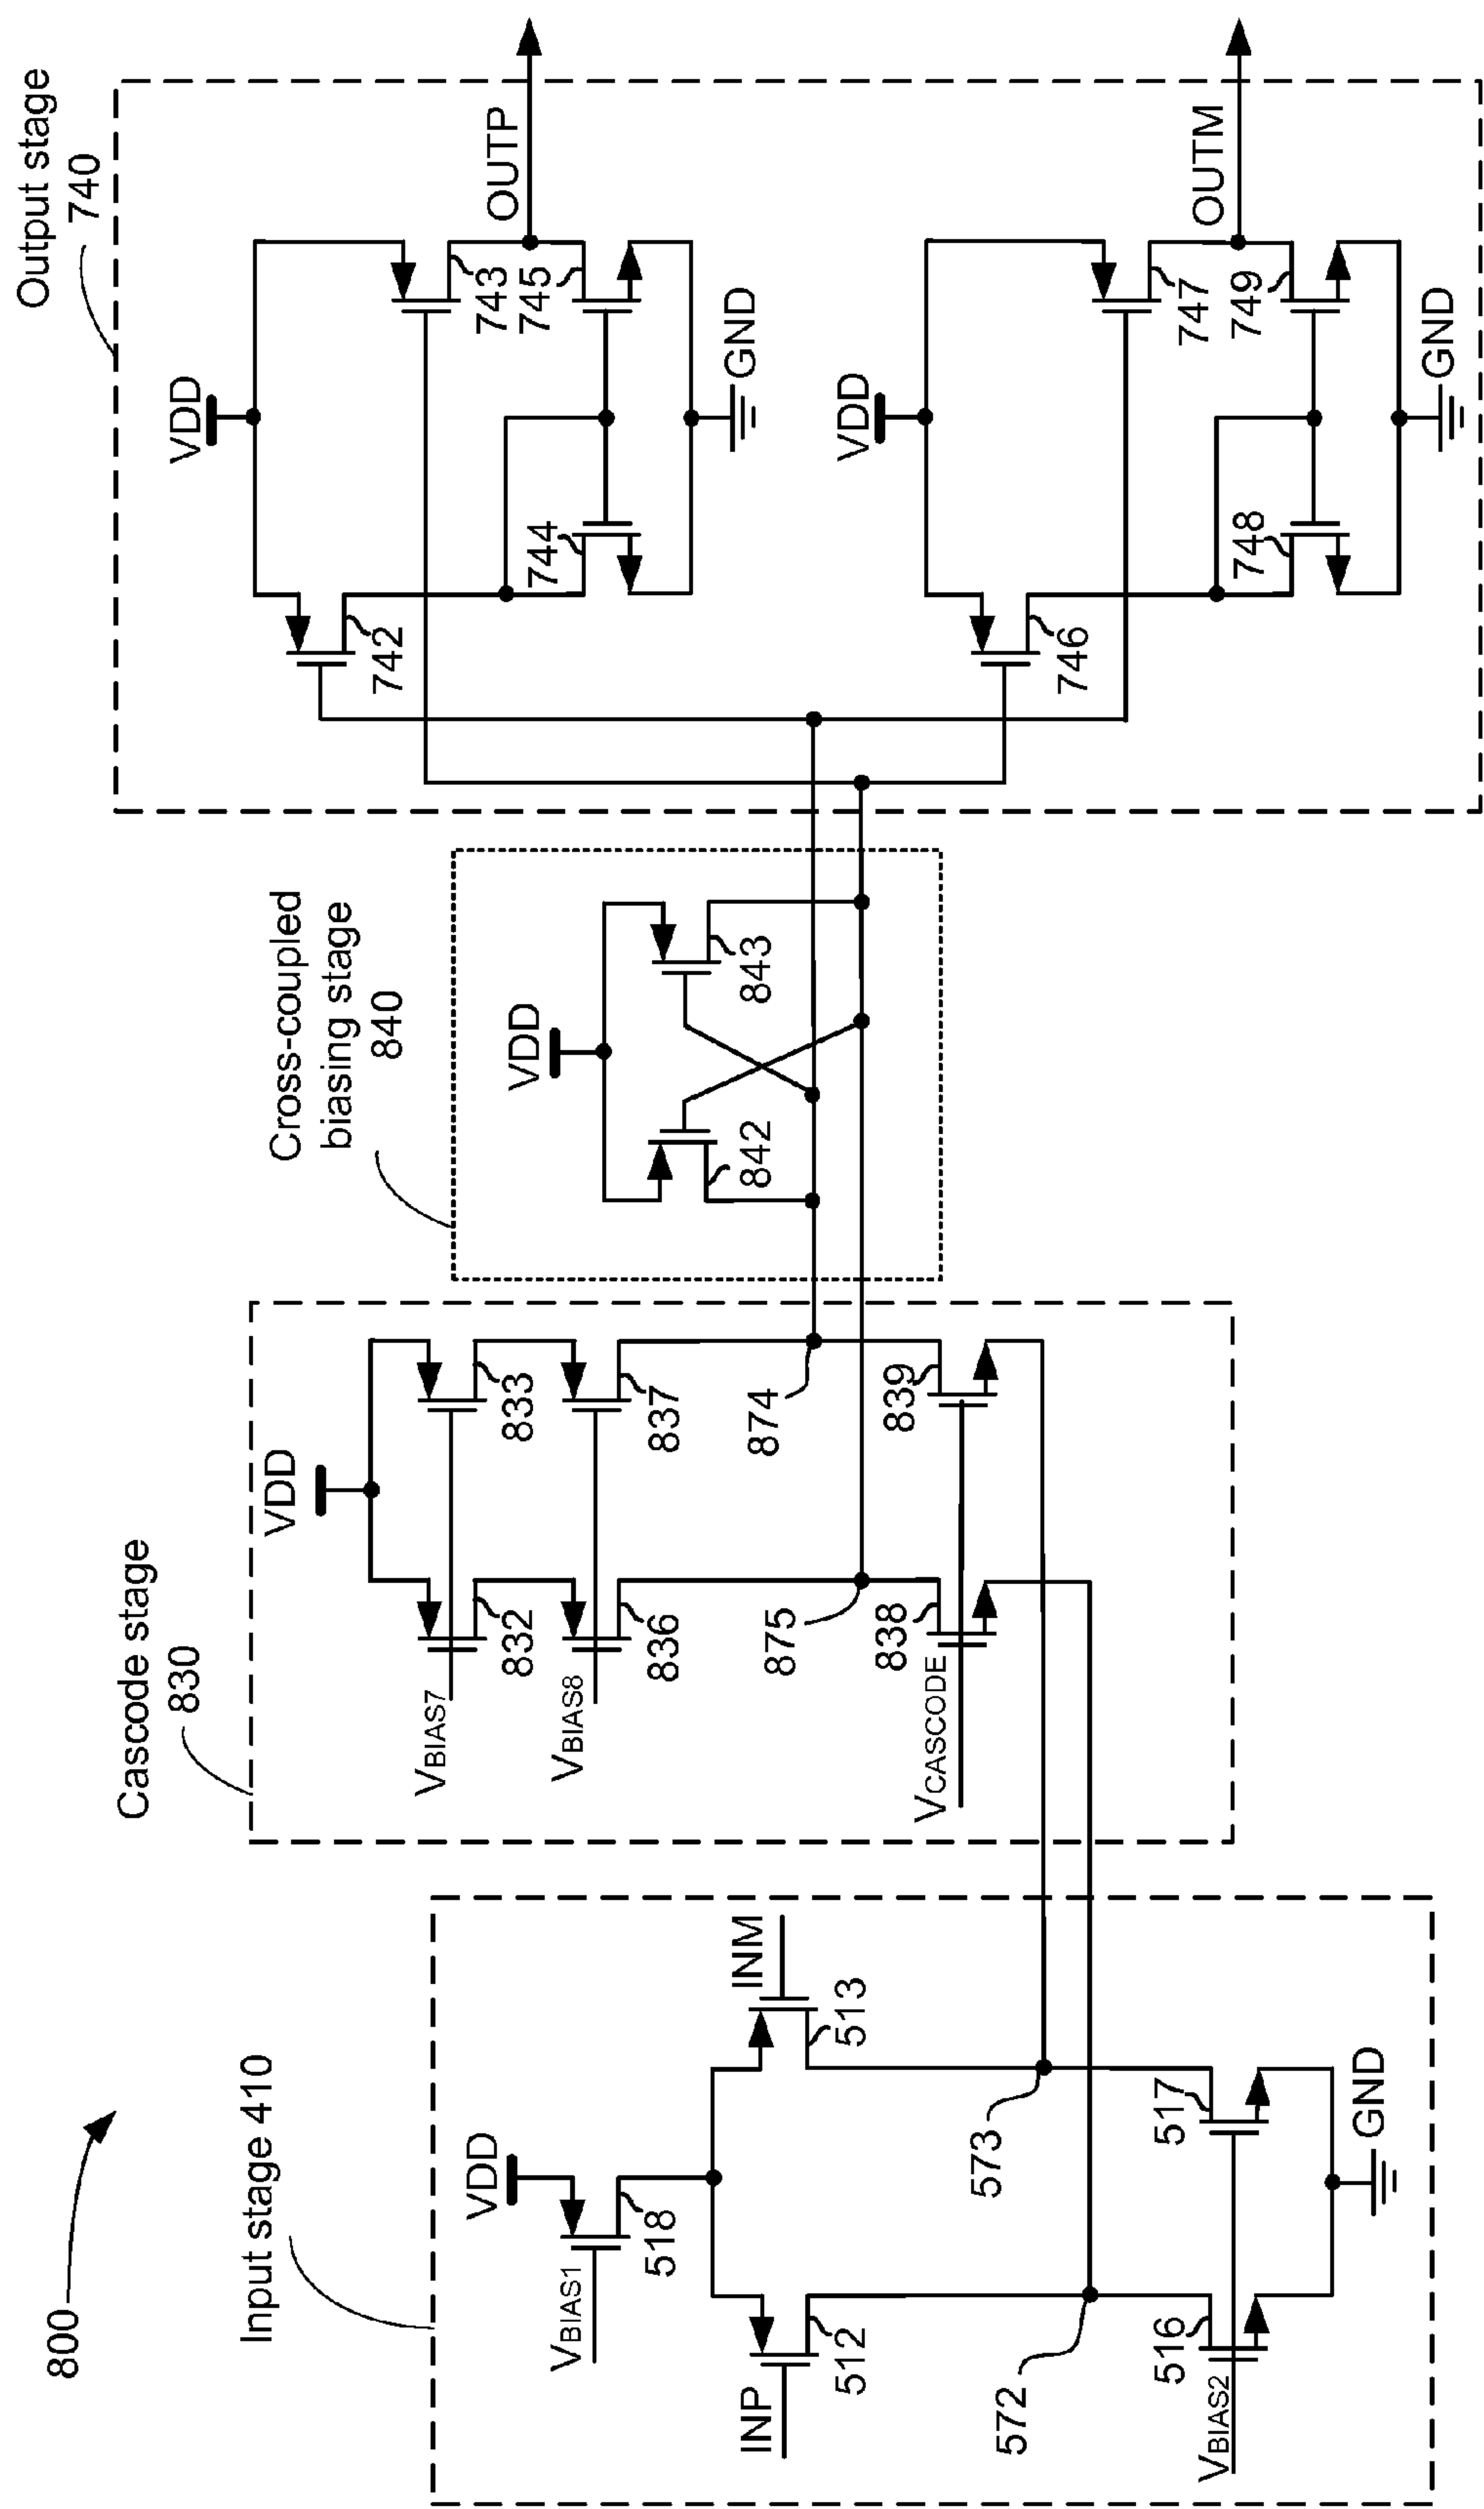 800
Input stage 410
VDD
VBIAS1
518
INP
512
INM
513
572
573
VBIAS2
516
517
GND
Cascode stage
830
VDD
VBIAS7
832
833
VBIAS8
836
837
875
874
VCASCODE
838
839
Cross-coupled
biasing stage
840
VDD
842
843
Output stage
740
VDD
742
743
744
745
OUTP
GND
VDD
746
747
748
749
OUTM
GND